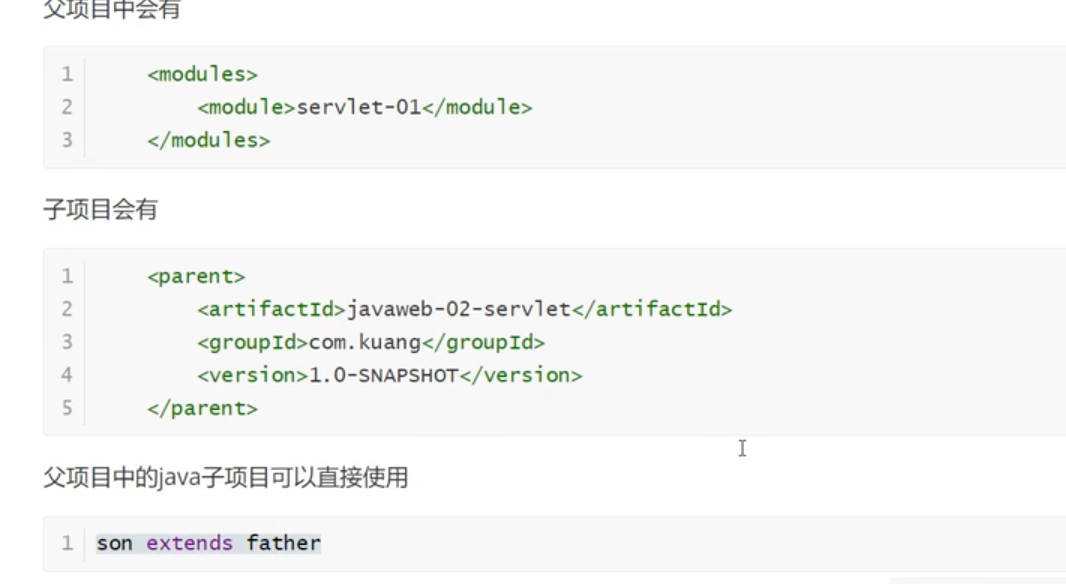 父项目中会有
1 <modules>
2 <module>servlet-01</module>
3 </modules>
子项目会有
1 <parent>
2 <artifactId>javaweb-02-servlet</artifactId>
3 <groupId>com.kuang</groupId>
4 <version>1.0-SNAPSHOT</version>
5 </parent>
父项目中的java子项目可以直接使用
1 son extends father